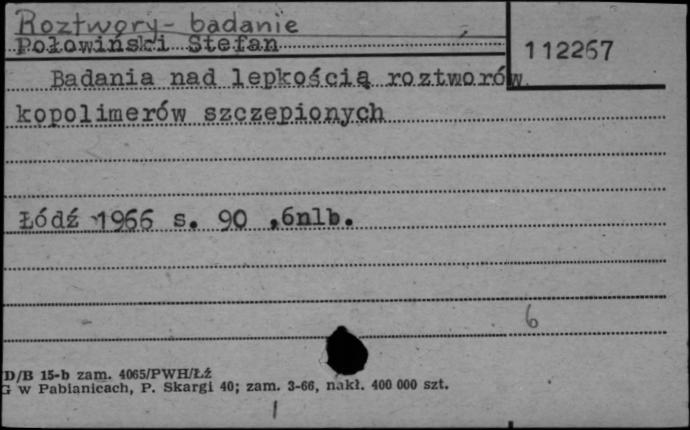 Roztwory - badanie
Połowiński Stefan
112267
Badania nad lepkością roztworów
kopolimerów szczepionych
Łódź 1966 s. 90 ,6nlb.
6
D/B 15-b zam. 4065/PWH/Łź
G w Pabianicach, P. Skargi 40; zam. 3-66, nakł. 400 000 szt.